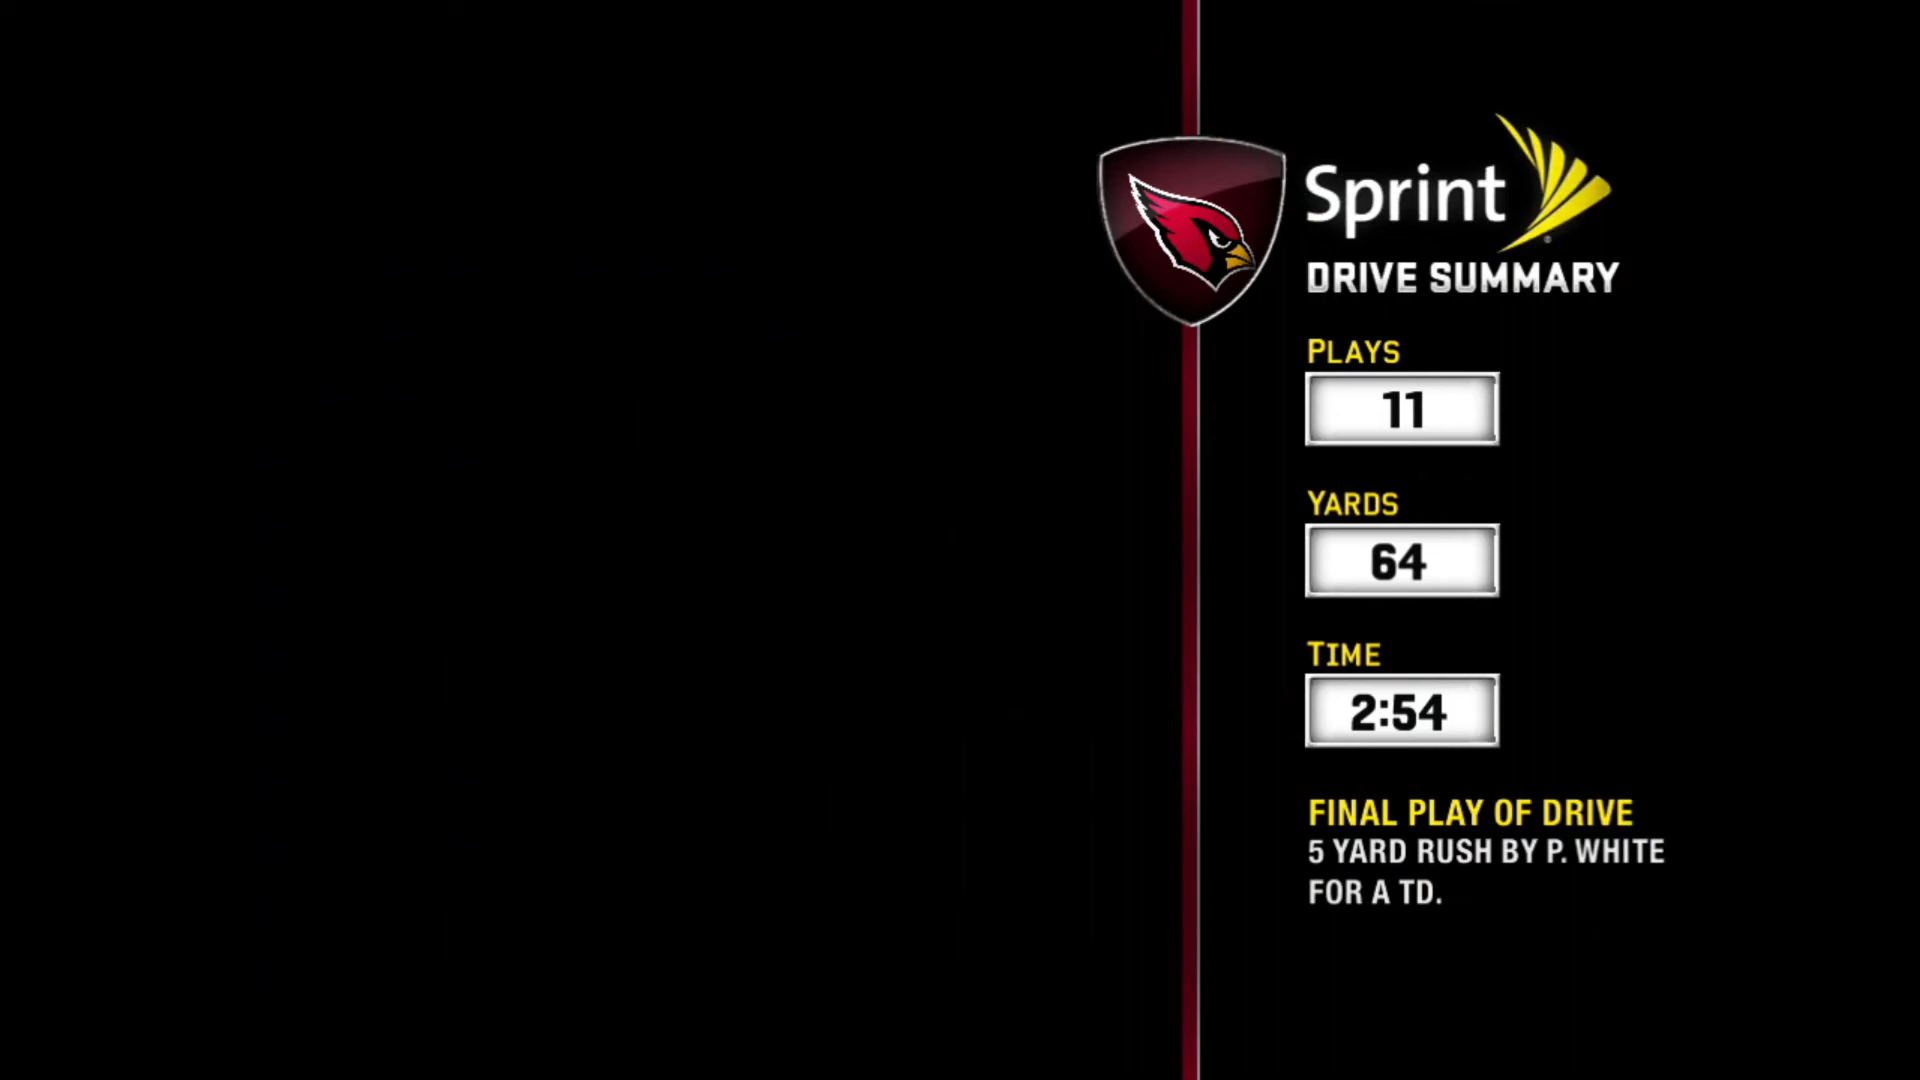 Sprint
DRIVE SUMMARY
PLAYS
11
YARDS
64
TIME
2:54
FINAL PLAY OF DRIVE
5 YARD RUSH BY P. WHITE
FOR A TD.